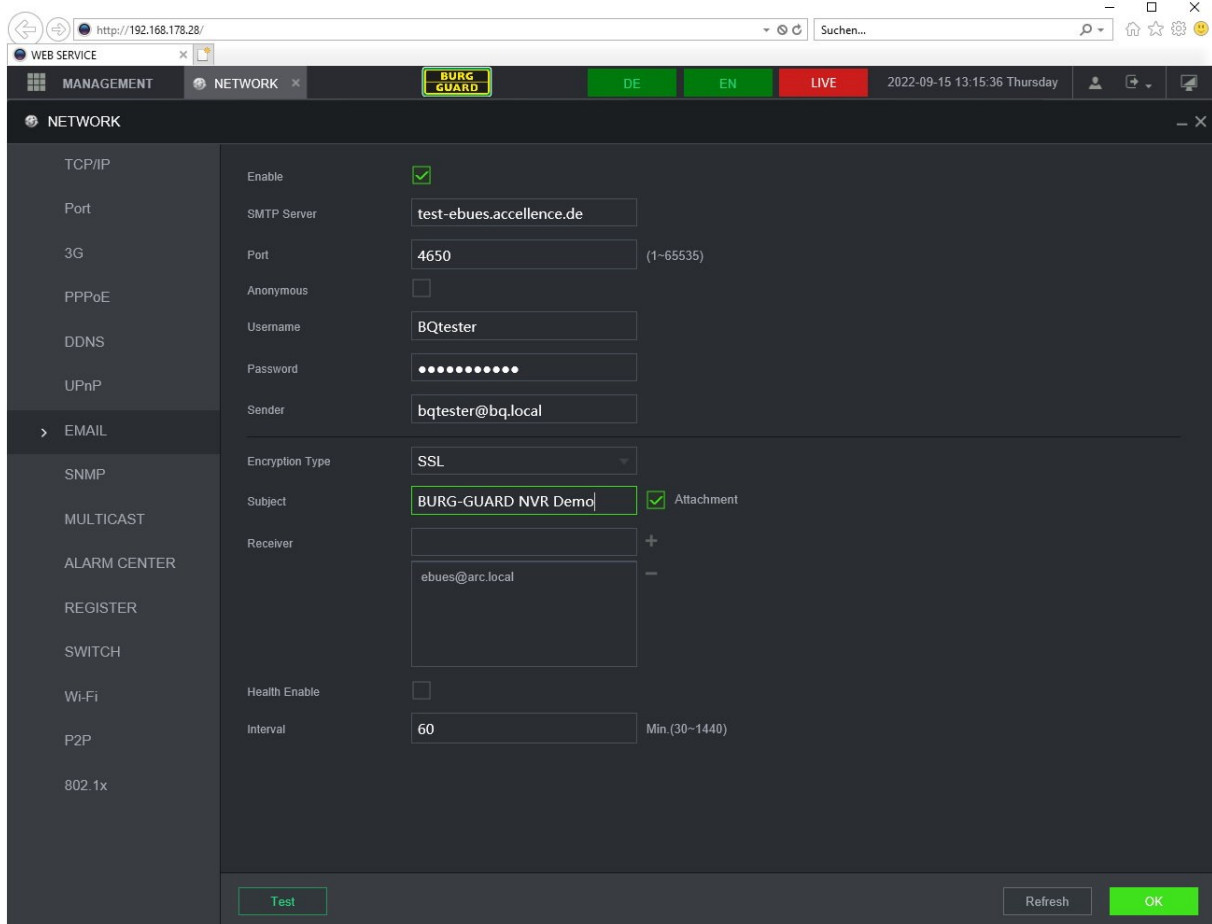 http://192.168.178.28/
Suchen...
WEB SERVICE
MANAGEMENT
NETWORK
BURG
GUARD
DE
EN
LIVE
2022-09-15 13:15:36 Thursday
NETWORK
TCP/IP
Port
3G
PPPoE
DDNS
UPnP
EMAIL
SNMP
MULTICAST
ALARM CENTER
REGISTER
SWITCH
Wi-Fi
P2P
802.1x
Enable
SMTP Server test-ebues.accellence.de
Port 4650 (1~65535)
Anonymous
Username BQtester
Password ●●●●●●●●●●●
Sender bqtester@bq.local
Encryption Type SSL
Subject BURG-GUARD NVR Demo Attachment
Receiver
ebues@arc.local
Health Enable
Interval 60 Min.(30~1440)
Test
Refresh
OK